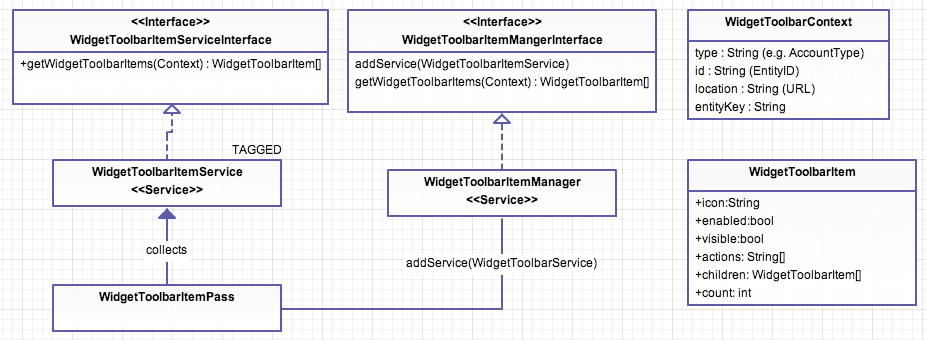 <<Interface>>
WidgetToolbarItemServiceInterface
+getWidgetToolbarItems(Context) : WidgetToolbarItem[]
<<Interface>>
WidgetToolbarItemMangerInterface
addService(WidgetToolbarItemService)
getWidgetToolbarItems(Context) : WidgetToolbarItem[]
WidgetToolbarContext
type : String (e.g. AccountType)
id : String (EntityID)
location : String (URL)
entityKey : String
TAGGED
WidgetToolbarItemService
<<Service>>
WidgetToolbarItemManager
<<Service>>
WidgetToolbarItem
+icon:String
+enabled:bool
+visible:bool
+actions: String[]
+children: WidgetToolbarItem[]
+count: int
collects
addService(WidgetToolbarService)
WidgetToolbarItemPass